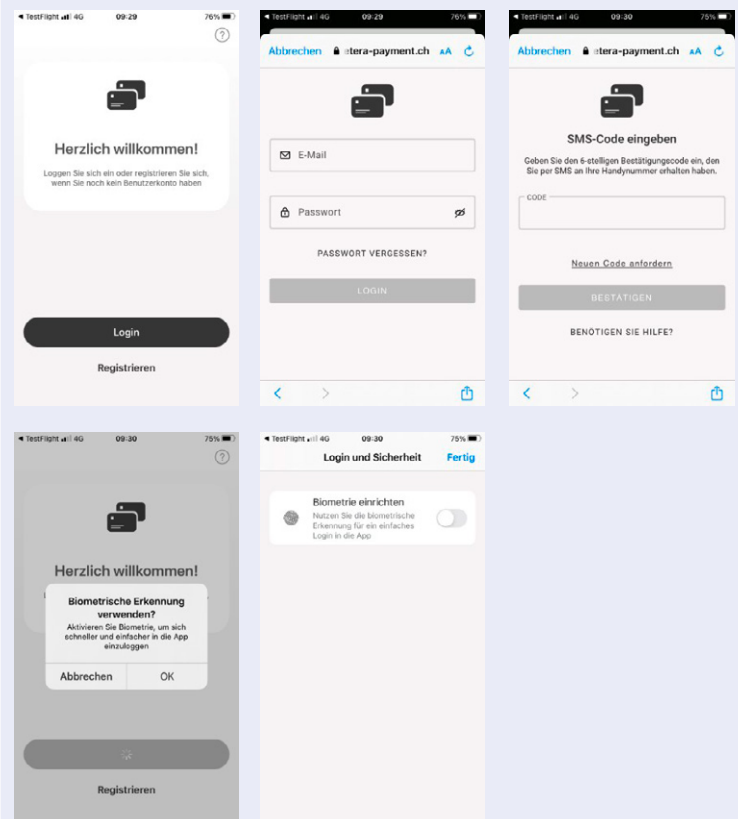 TestFlight 4G 09:29 76%
?
Herzlich willkommen!
Loggen Sie sich ein oder registrieren Sie sich,
wenn Sie noch kein Benutzerkonto haben
Login
Registrieren
TestFlight 4G 09:29 76%
Abbrechen etera-payment.ch AA
E-Mail
Passwort
PASSWORT VERGESSEN?
LOGIN
TestFlight 4G 09:30 75%
Abbrechen etera-payment.ch AA
SMS-Code eingeben
Geben Sie den 6-stelligen Bestätigungscode ein, den
Sie per SMS an Ihre Handynummer erhalten haben.
CODE
Neuen Code anfordern
BESTÄTIGEN
BENÖTIGEN SIE HILFE?
TestFlight 4G 09:30 75%
?
Herzlich willkommen!
Biometrische Erkennung
verwenden?
Aktivieren Sie Biometrie, um sich
schneller und einfacher in die App
einzuloggen
Abbrechen OK
Registrieren
TestFlight 4G 09:30 75%
Login und Sicherheit Fertig
Biometrie einrichten
Nutzen Sie die biometrische
Erkennung für ein einfaches
Login in die App